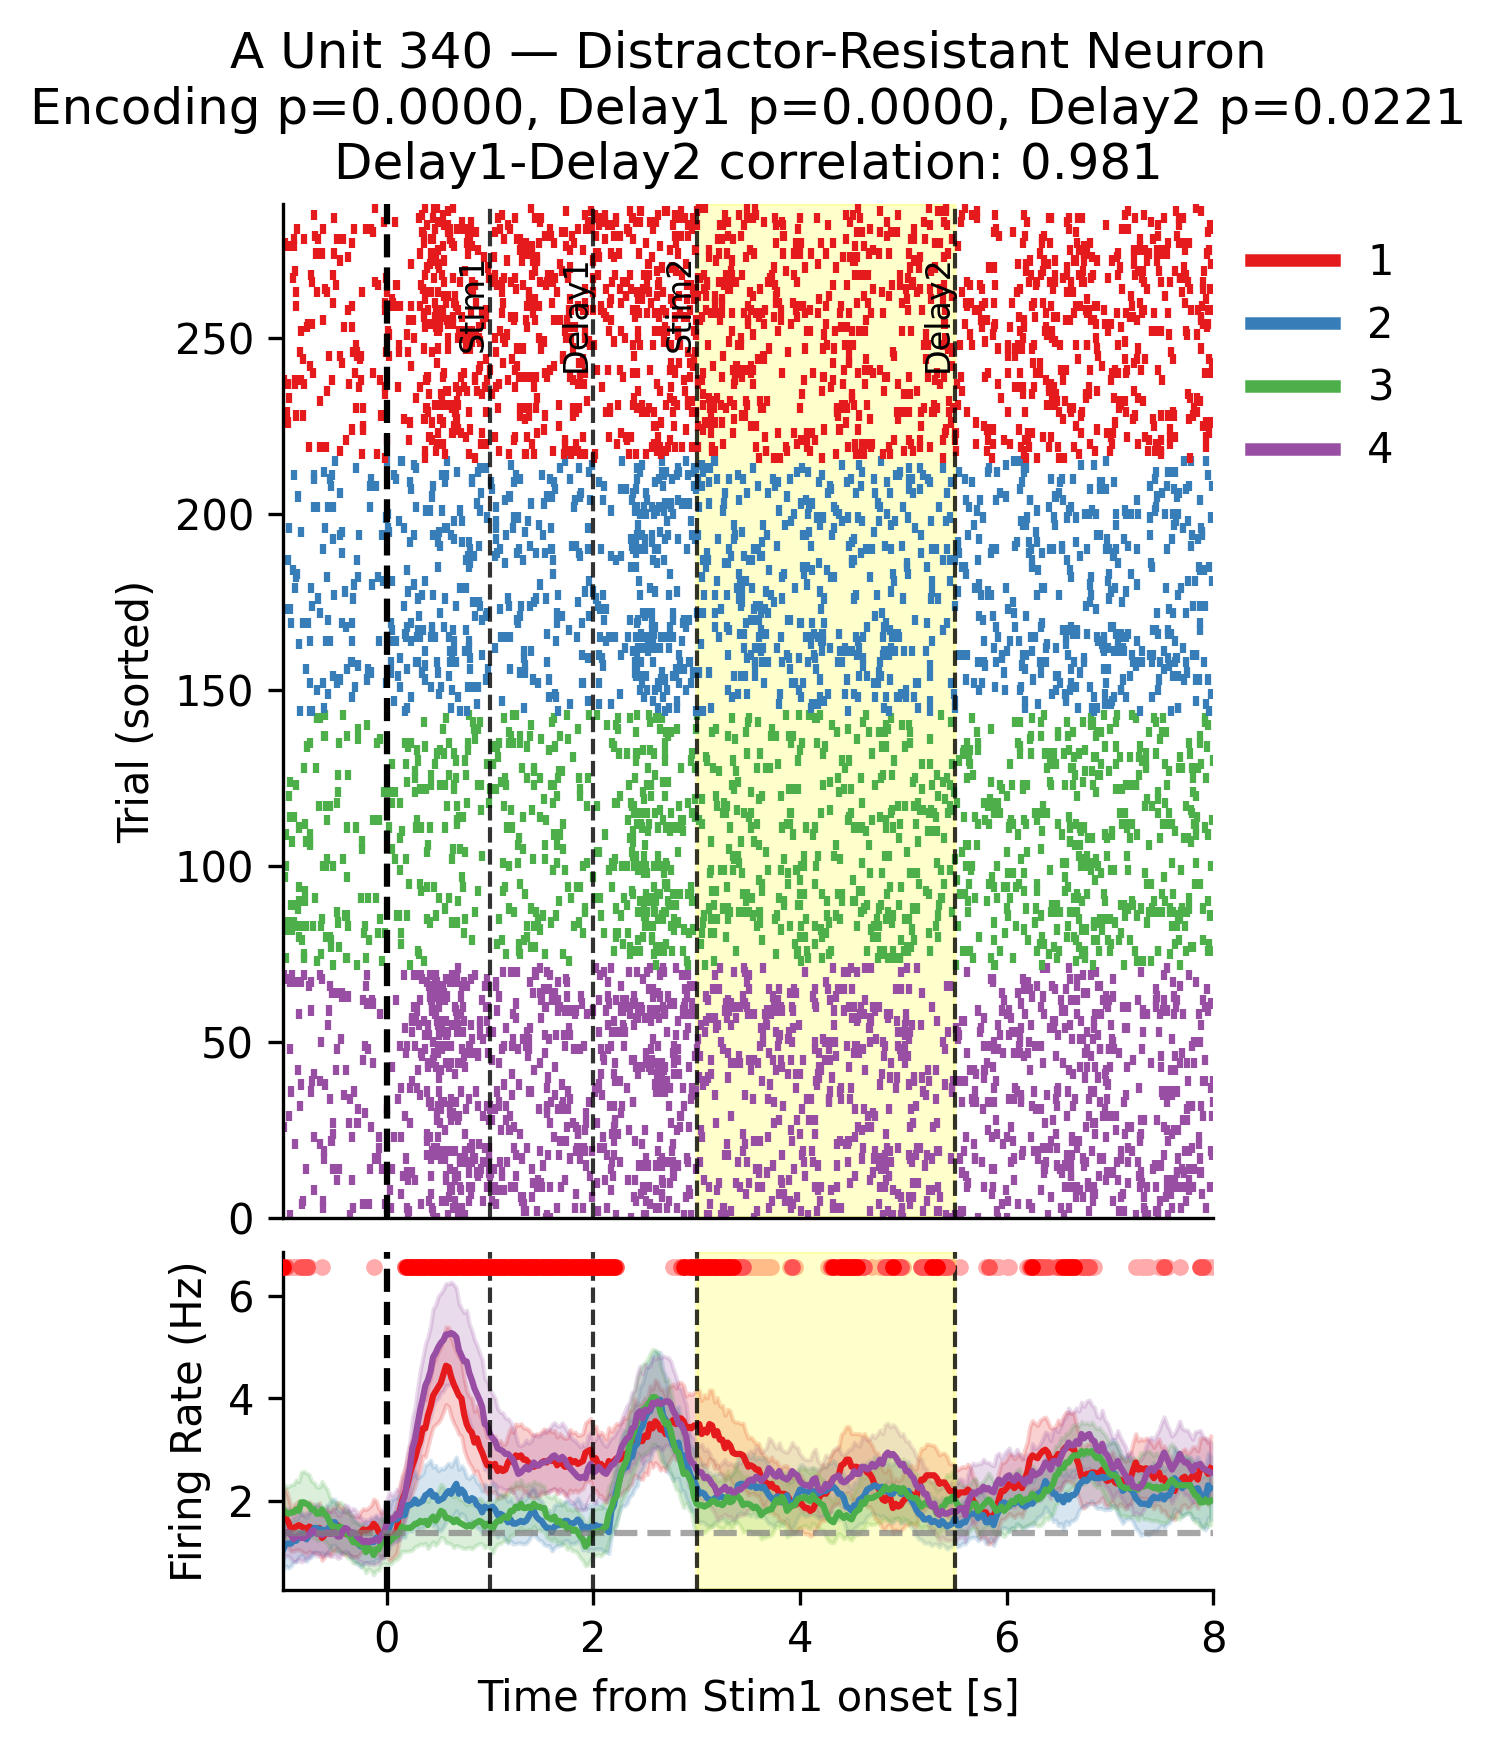 A Unit 340 — Distractor-Resistant Neuron
Encoding p=0.0000, Delay1 p=0.0000, Delay2 p=0.0221
Delay1-Delay2 correlation: 0.981
Stim1
Delay1
Stim2
Delay2
1
2
3
4
250
200
150
100
50
0
Trial (sorted)
6
4
2
Firing Rate (Hz)
0 2 4 6 8
Time from Stim1 onset [s]